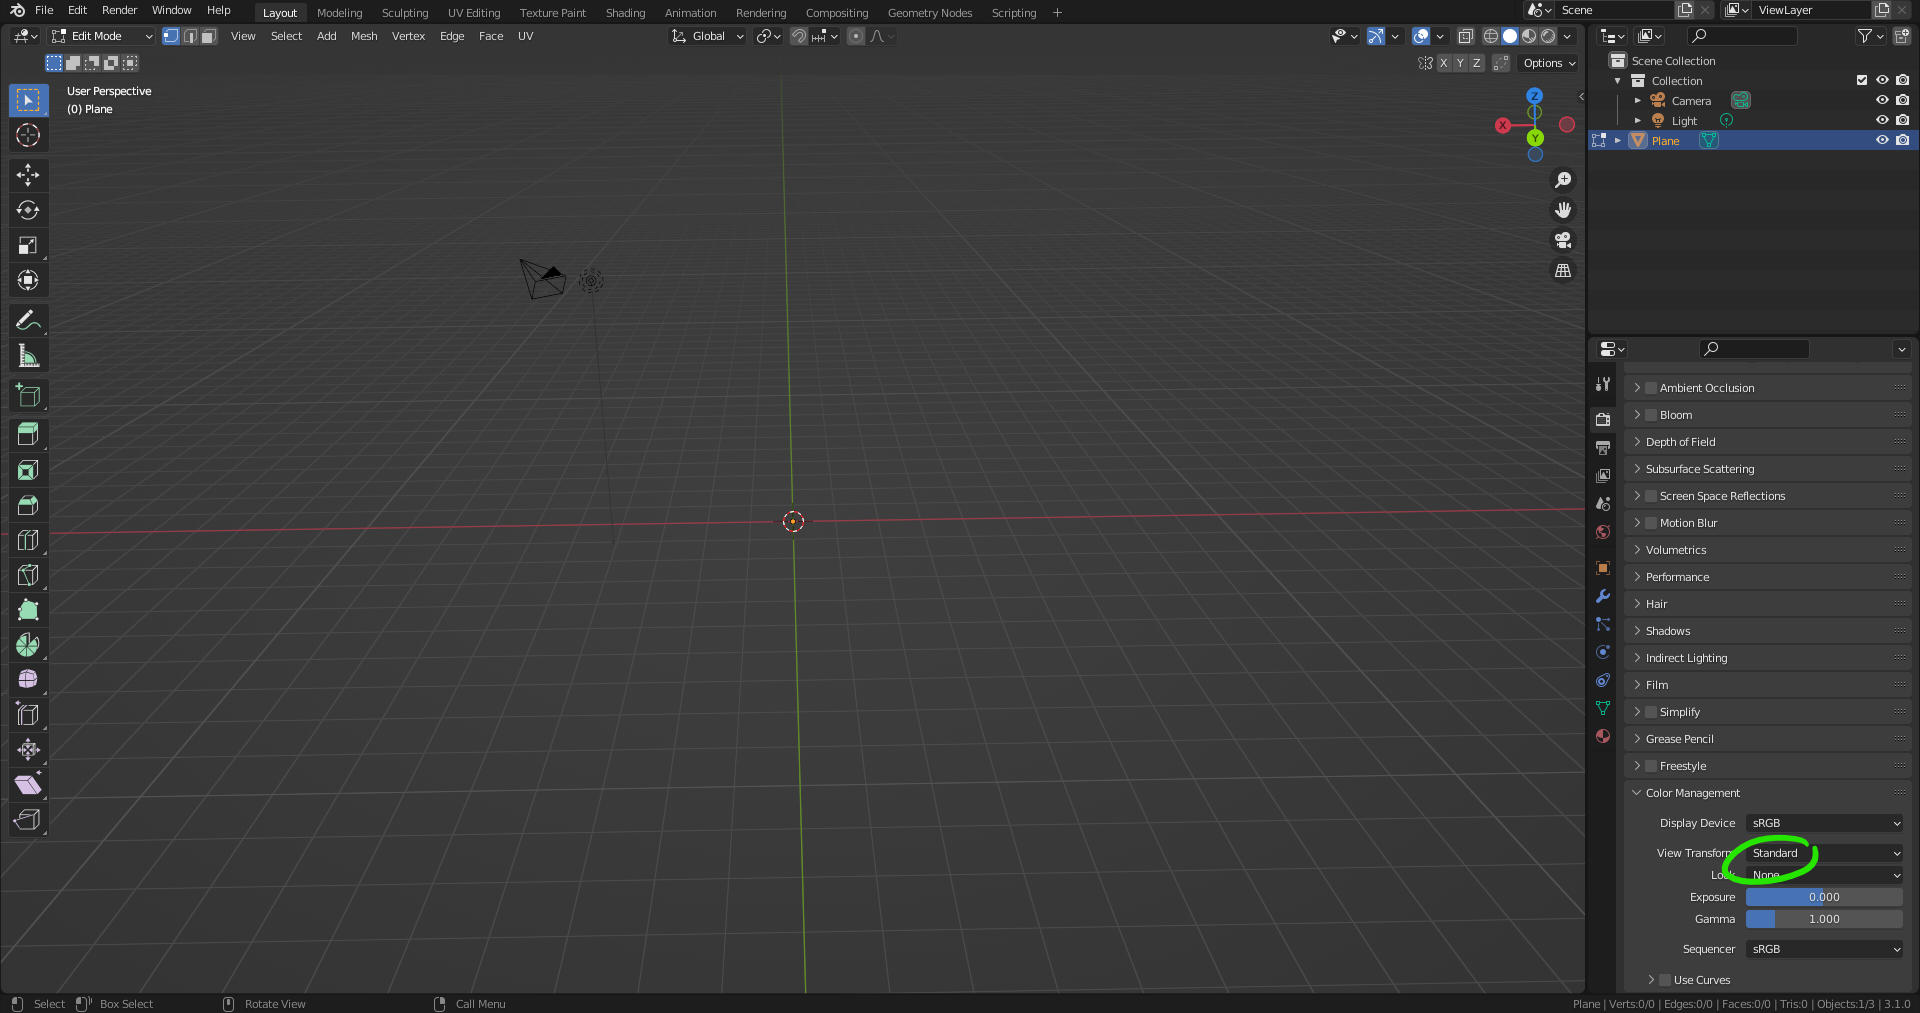 File Edit Render Window Help Layout Modeling Sculpting UV Editing Texture Paint Shading Animation Rendering Compositing Geometry Nodes Scripting + Scene ViewLayer
Edit Mode View Select Add Mesh Vertex Edge Face UV Global
X Y Z Options
User Perspective
(0) Plane
Z
X
Y
Scene Collection
Collection
Camera
Light
Plane
Ambient Occlusion
Bloom
Depth of Field
Subsurface Scattering
Screen Space Reflections
Motion Blur
Volumetrics
Performance
Hair
Shadows
Indirect Lighting
Film
Simplify
Grease Pencil
Freestyle
Color Management
Display Device sRGB
View Transform Standard
Look None
Exposure 0.000
Gamma 1.000
Sequencer sRGB
Use Curves
Select Box Select Rotate View Call Menu Plane | Verts:0/0 | Edges:0/0 | Faces:0/0 | Tris:0 | Objects:1/3 | 3.1.0